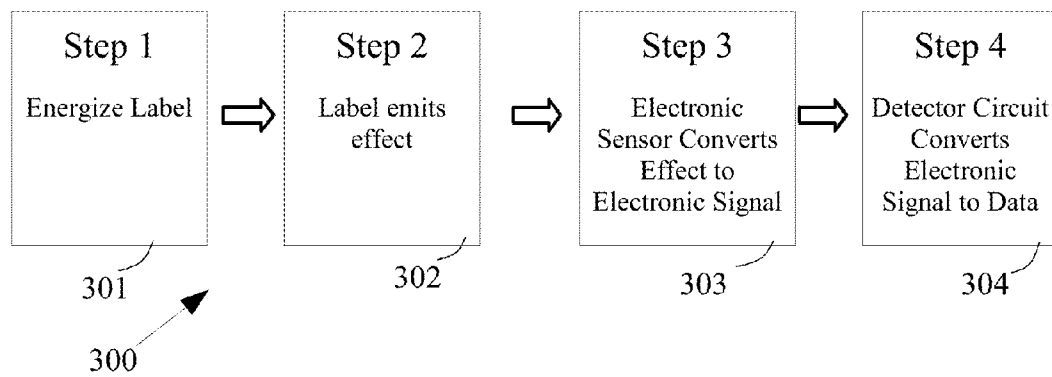 Step 1
Energize Label
301
Step 2
Label emits
effect
302
Step 3
Electronic
Sensor Converts
Effect to
Electronic Signal
303
Step 4
Detector Circuit
Converts
Electronic
Signal to Data
304
300